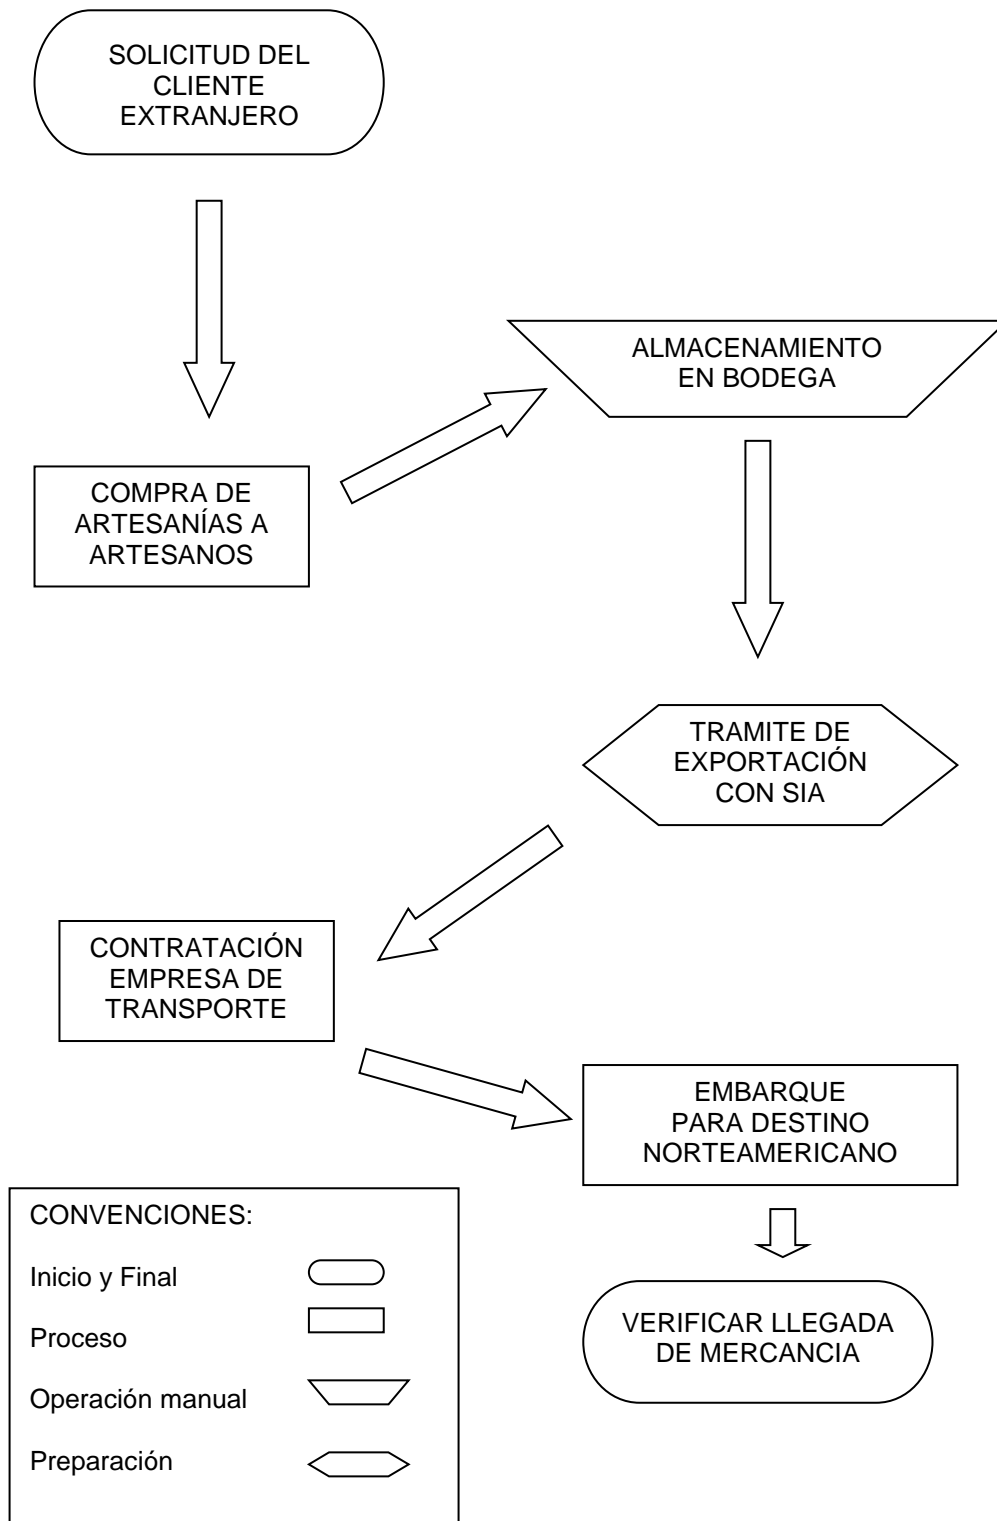 SOLICITUD DEL
CLIENTE
EXTRANJERO
ALMACENAMIENTO
EN BODEGA
COMPRA DE
ARTESANÍAS A
ARTESANOS
TRAMITE DE
EXPORTACIÓN
CON SIA
CONTRATACIÓN
EMPRESA DE
TRANSPORTE
EMBARQUE
PARA DESTINO
NORTEAMERICANO
VERIFICAR LLEGADA
DE MERCANCIA
CONVENCIONES:
Inicio y Final
Proceso
Operación manual
Preparación